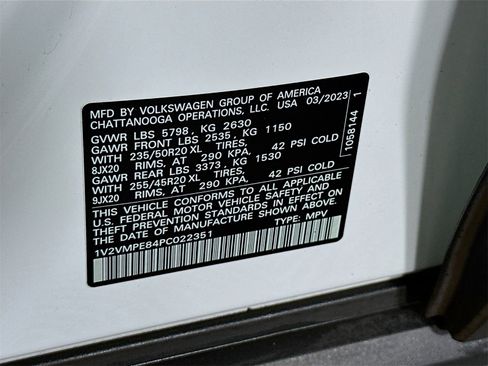 MFD. BY VOLKSWAGEN GROUP OF AMERICA
CHATTANOOGA OPERATIONS, LLC. USA 03/2023
GVWR LBS 5798, KG 2630
GAWR FRONT LBS 2535, KG 1150
WITH 235/50R20 XL TIRES,
8JX20 RIMS, AT 290 KPA, 42 PSI COLD
GAWR REAR LBS 3373, KG 1530
WITH 255/45R20 XL TIRES,
9JX20 RIMS, AT 290 KPA, 42 PSI COLD
THIS VEHICLE CONFORMS TO ALL APPLICABLE
U.S. FEDERAL MOTOR VEHICLE SAFETY AND
THEFT PREVENTION STANDARDS IN EFFECT ON
THE DATE OF MANUFACTURE SHOWN ABOVE.
1V2VMPE84PC022351 TYPE: MPV
1058144 1